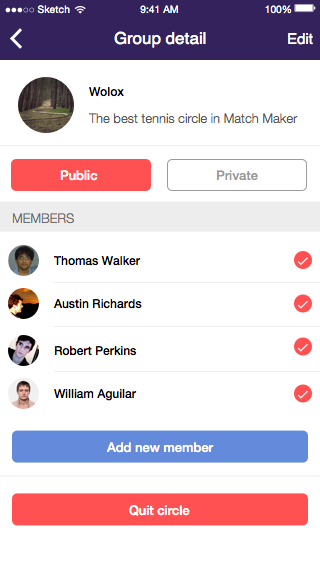 Sketch 9:41 AM 100%
Group detail Edit
Wolox
The best tennis circle in Match Maker
Public Private
MEMBERS
Thomas Walker
Austin Richards
Robert Perkins
William Aguilar
Add new member
Quit circle